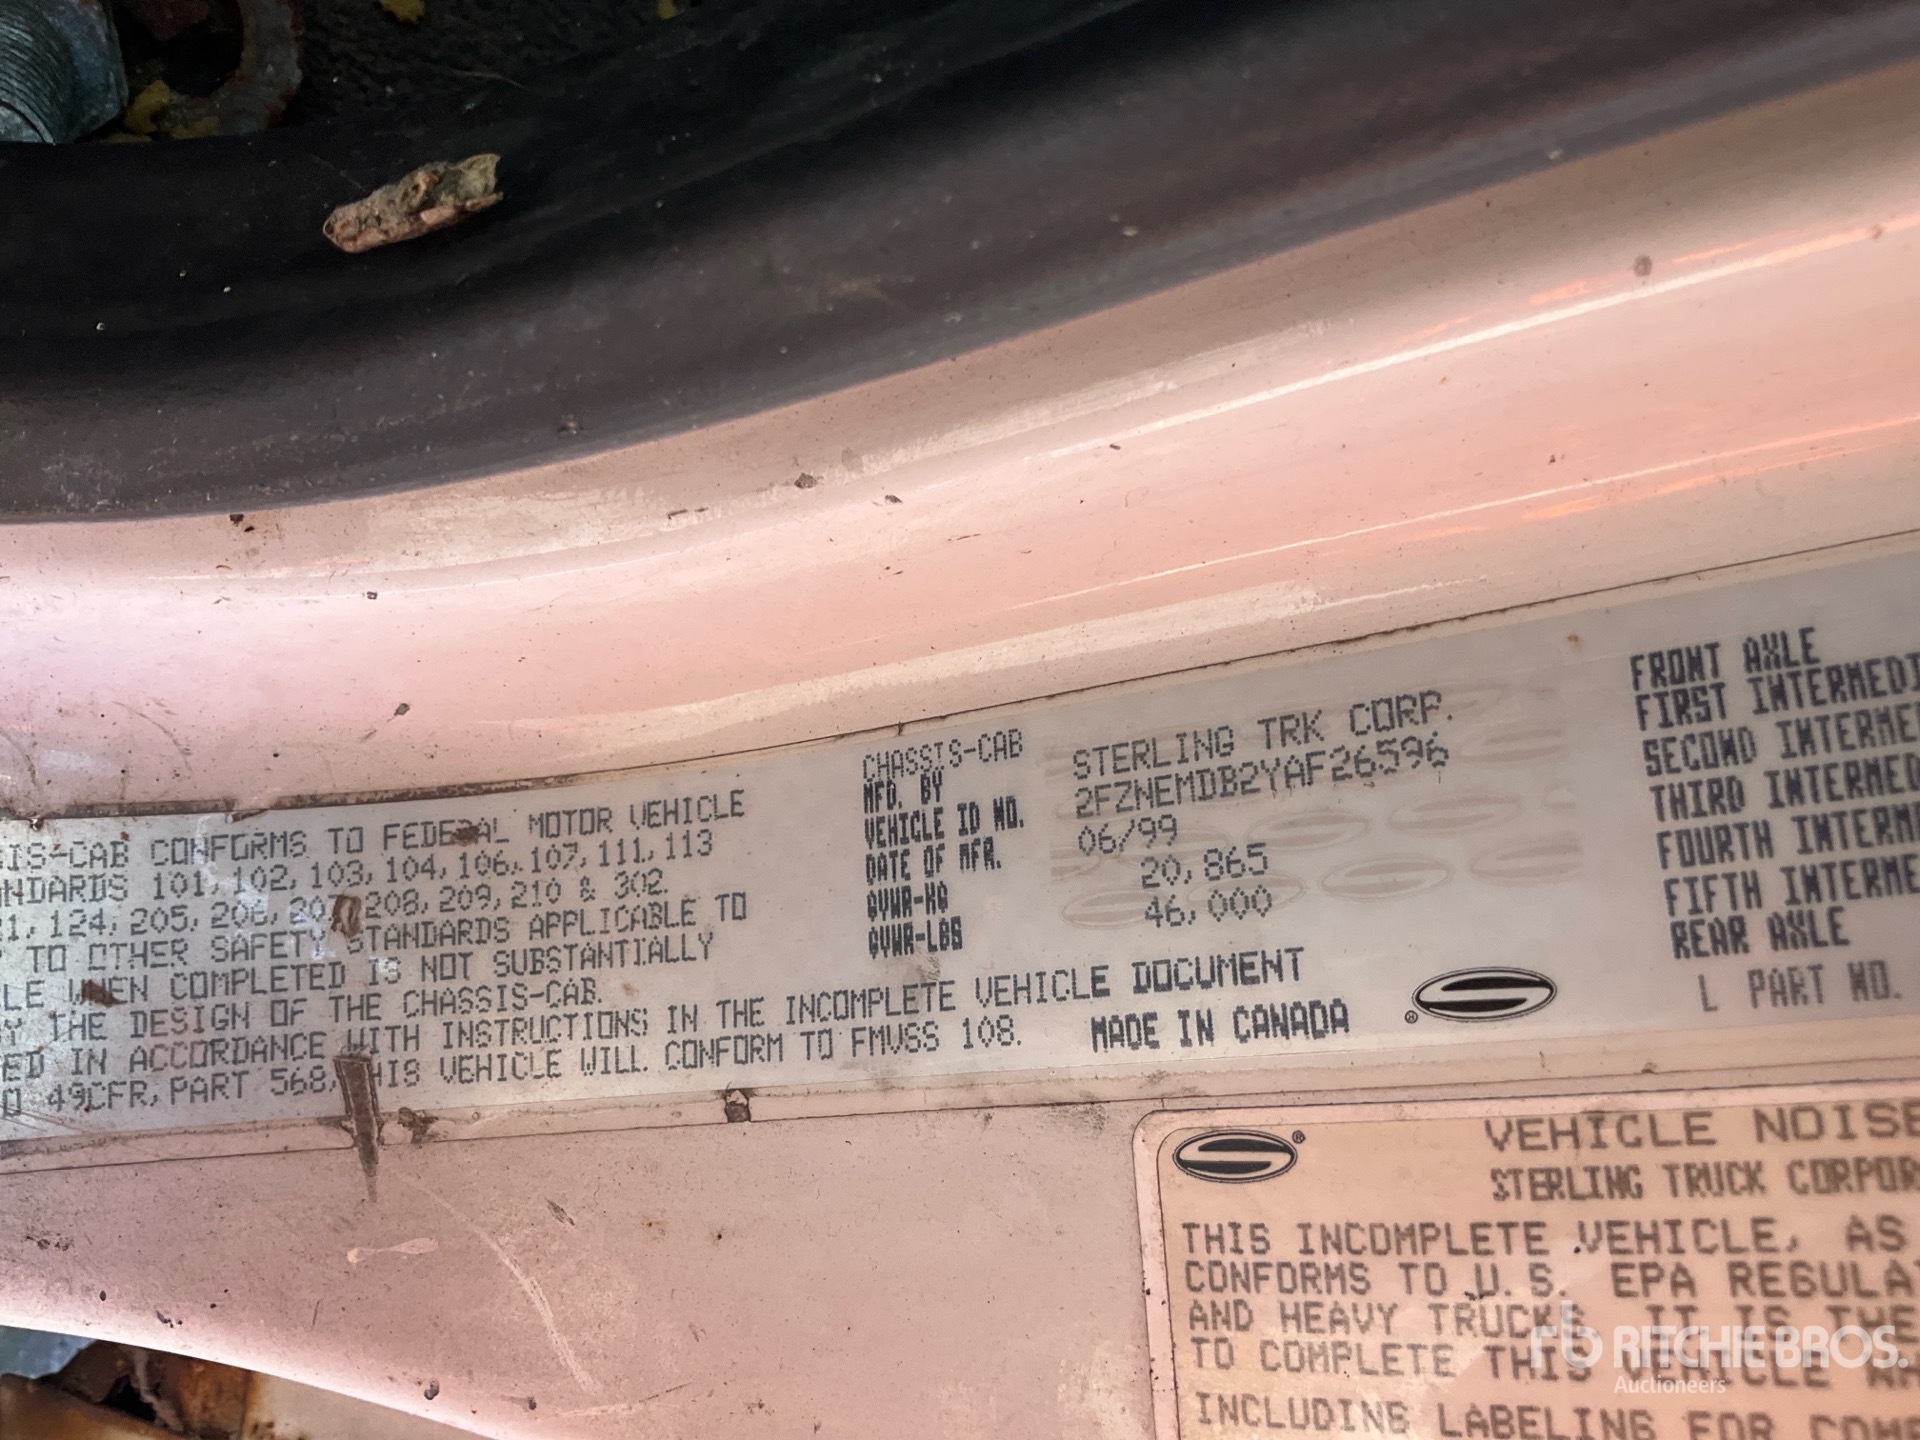 SIS-CAB CONFORMS TO FEDERAL MOTOR VEHICLE
NDARDS 101, 102, 103, 104, 106, 107, 111, 113
21, 124, 205, 206, 207, 208, 209, 210 & 302.
TO OTHER SAFETY STANDARDS APPLICABLE TO
LE WHEN COMPLETED IS NOT SUBSTANTIALLY
Y THE DESIGN OF THE CHASSIS-CAB.
ED IN ACCORDANCE WITH INSTRUCTIONS IN THE INCOMPLETE VEHICLE DOCUMENT
49CFR, PART 568, THIS VEHICLE WILL CONFORM TO FMVSS 108.
CHASSIS-CAB
MFD. BY STERLING TRK CORP.
VEHICLE ID NO. 2FZNEMDB2YAF26596
DATE OF MFR. 06/99
GVWR-KG 20,865
GVWR-LBS 46,000
MADE IN CANADA
®
FRONT AXLE
FIRST INTERMEDI
SECOND INTERME
THIRD INTERMED
FOURTH INTERM
FIFTH INTERME
REAR AXLE
L PART NO.
®
VEHICLE NOISE
STERLING TRUCK CORPOR
THIS INCOMPLETE VEHICLE, AS
CONFORMS TO U.S. EPA REGULA
AND HEAVY TRUCKS. IT IS THE
TO COMPLETE THIS VEHICLE
INCLUDING LABELING FOR COMP
rb RITCHIE BROS.
Auctioneers